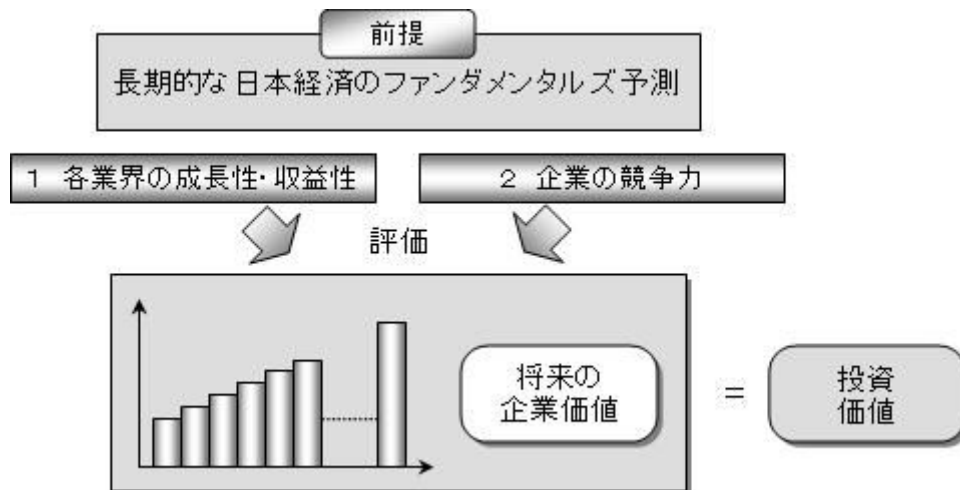 前提
長期的な日本経済のファンダメンタルズ予測
1 各業界の成長性・収益性
2 企業の競争力
評価
将来の
企業価値
=
投資
価値